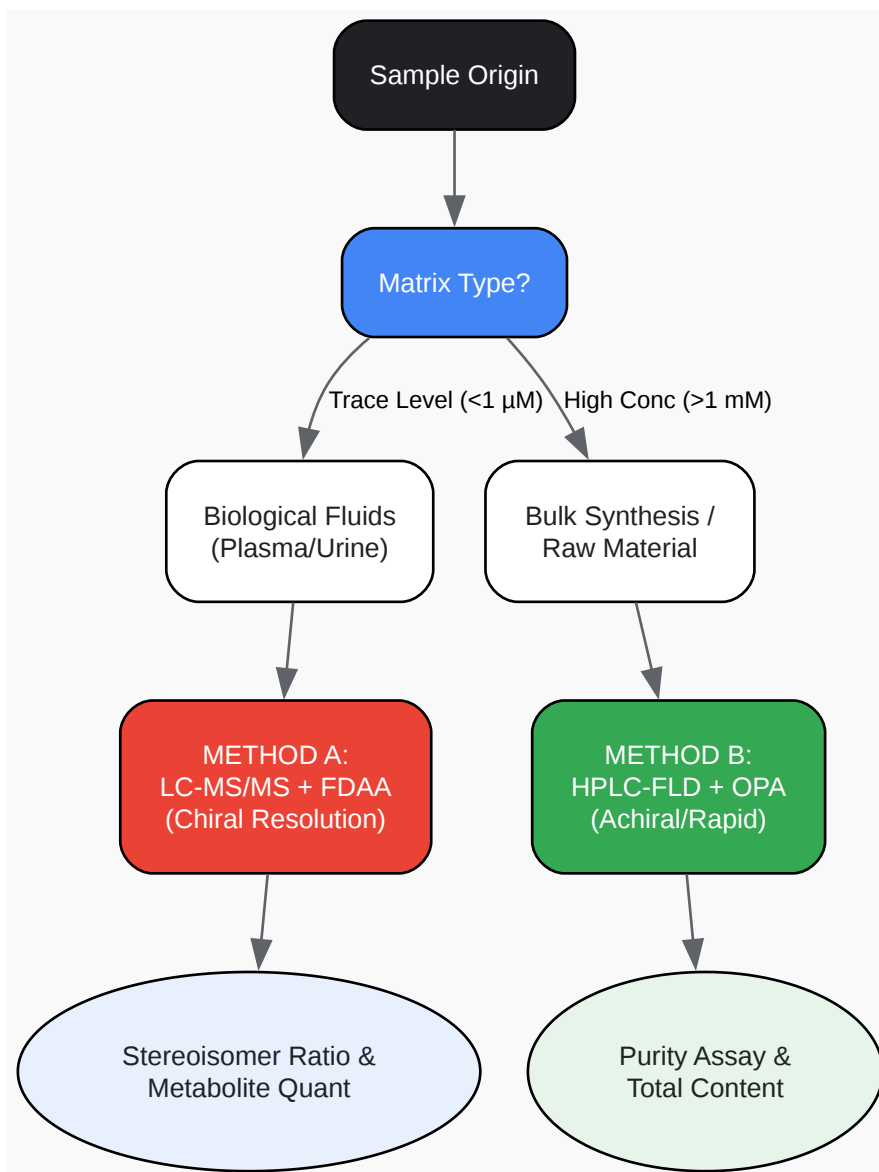 Sample Origin
Matrix Type?
Trace Level (<1 µM)
High Conc (>1 mM)
Biological Fluids
(Plasma/Urine)
Bulk Synthesis /
Raw Material
METHOD A:
LC-MS/MS + FDAA
(Chiral Resolution)
METHOD B:
HPLC-FLD + OPA
(Achiral/Rapid)
Stereoisomer Ratio &
Metabolite Quant
Purity Assay &
Total Content